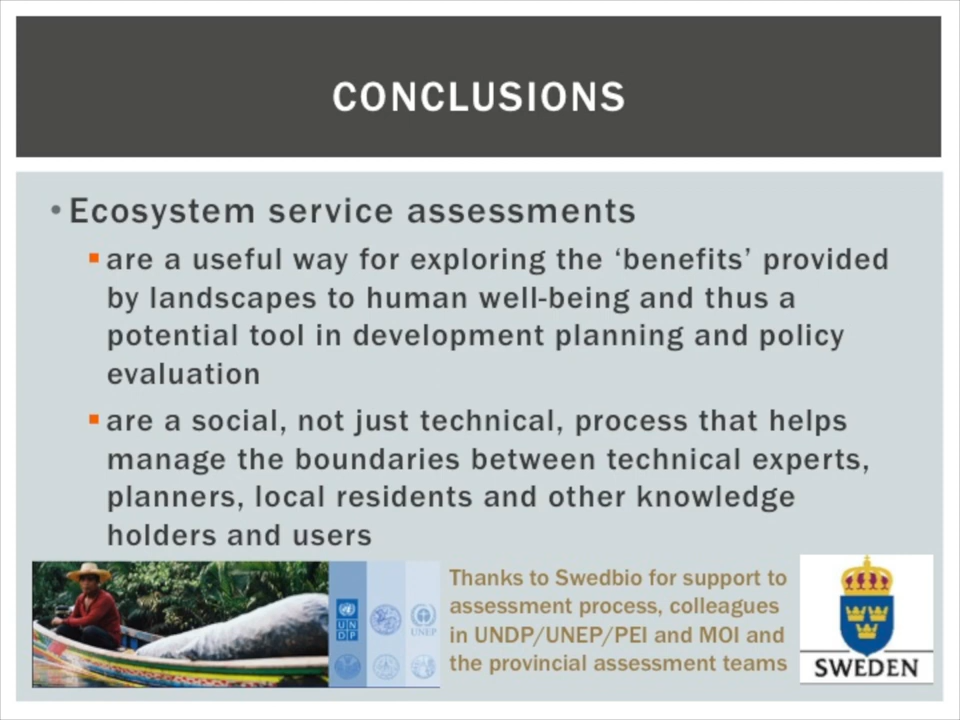 CONCLUSIONS
• Ecosystem service assessments
▪ are a useful way for exploring the ‘benefits’ provided
by landscapes to human well-being and thus a
potential tool in development planning and policy
evaluation
▪ are a social, not just technical, process that helps
manage the boundaries between technical experts,
planners, local residents and other knowledge
holders and users
UN
DP
UNEP
Thanks to Swedbio for support to
assessment process, colleagues
in UNDP/UNEP/PEI and MOI and
the provincial assessment teams
SWEDEN